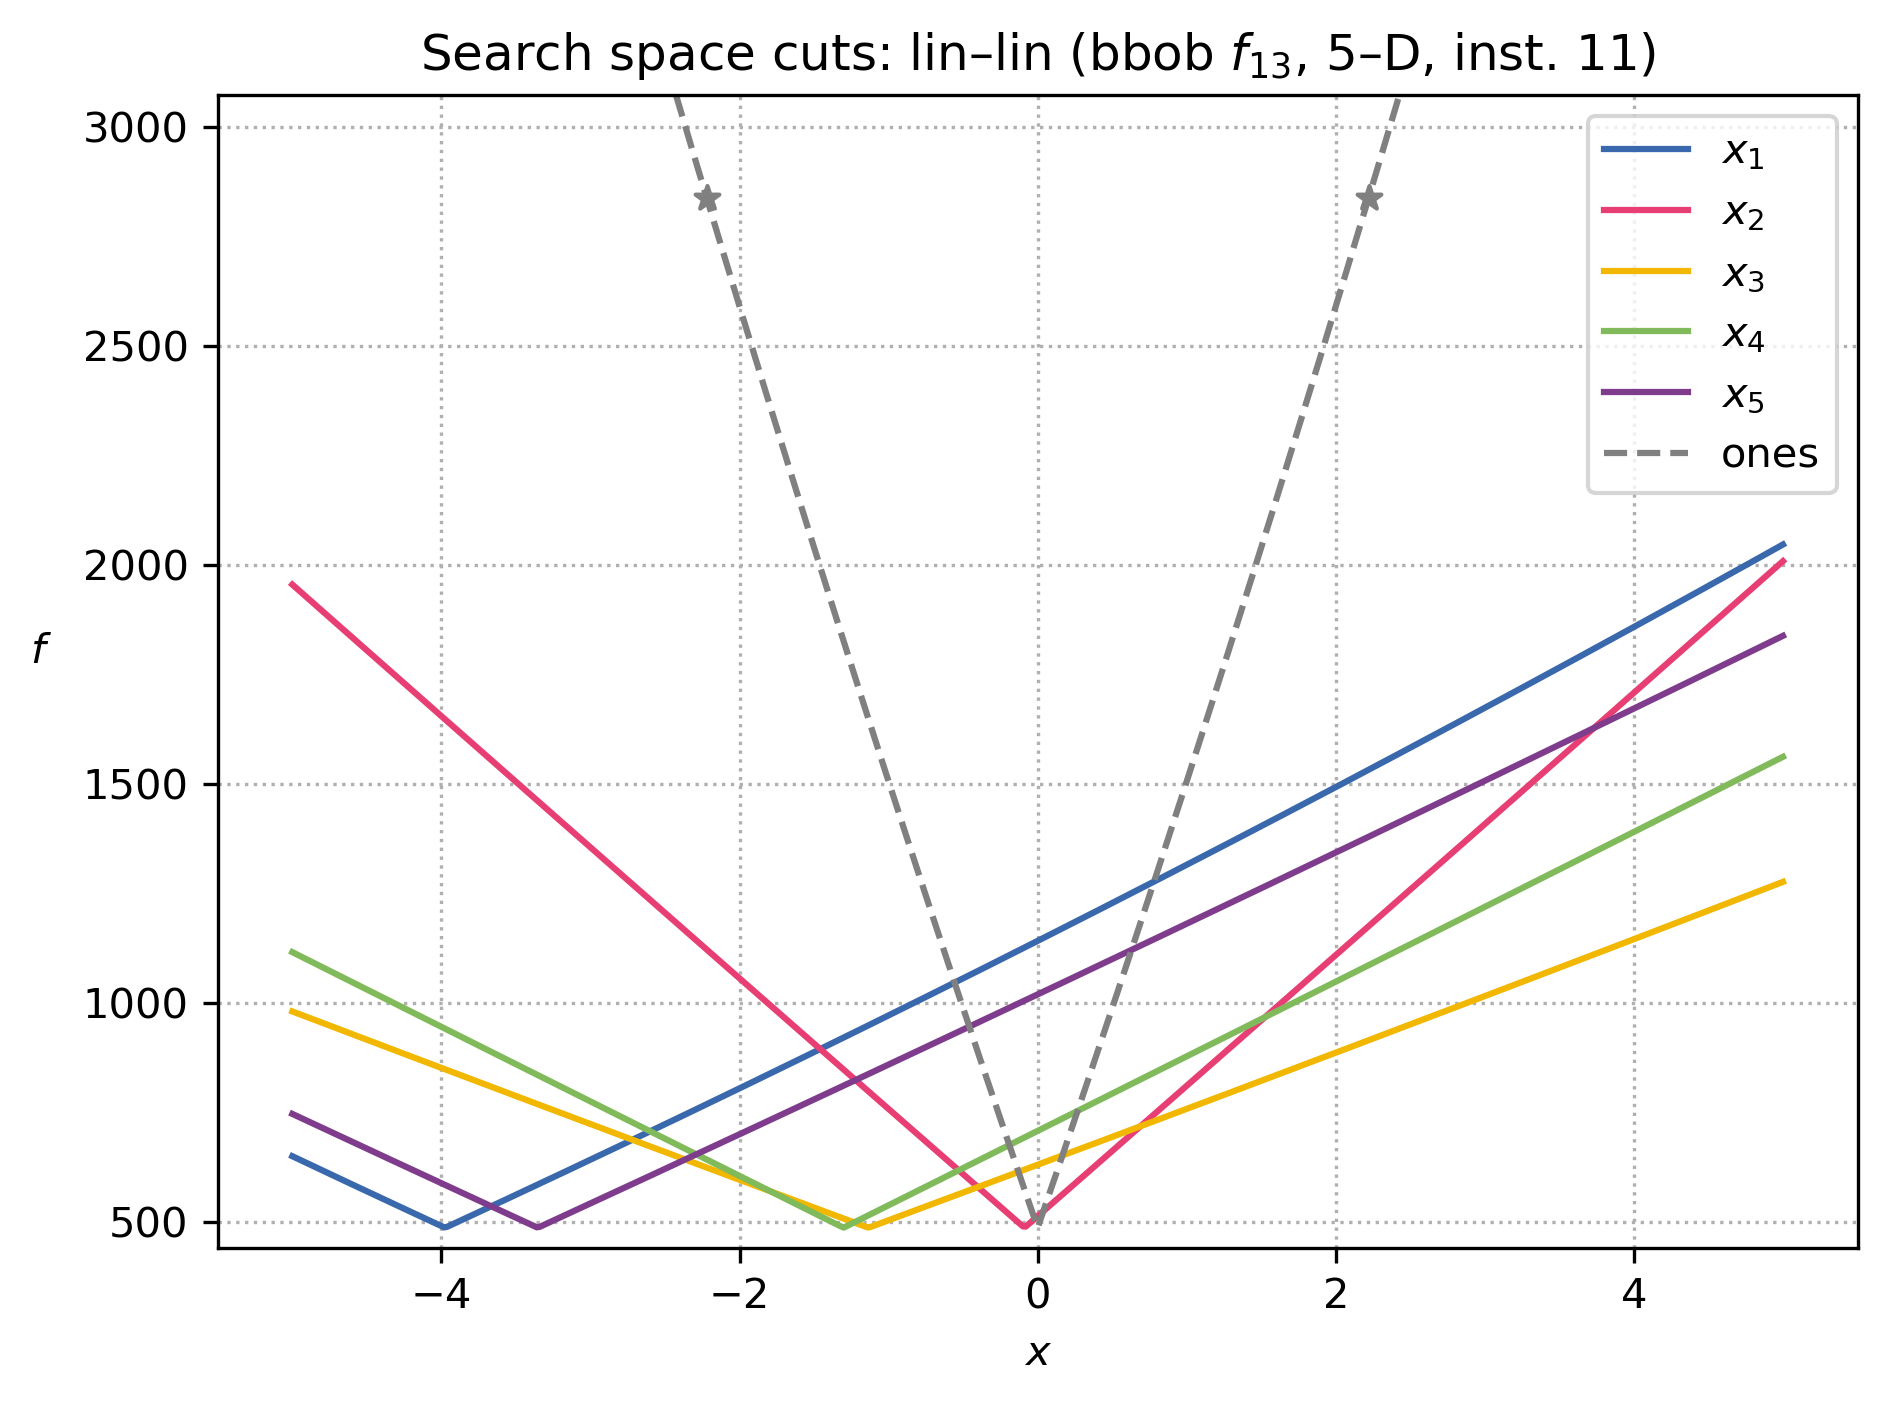 Search space cuts: lin–lin (bbob f₁₃, 5–D, inst. 11)
3000
2500
2000
1500
1000
500
f
−4
−2
0
2
4
x
x₁
x₂
x₃
x₄
x₅
ones